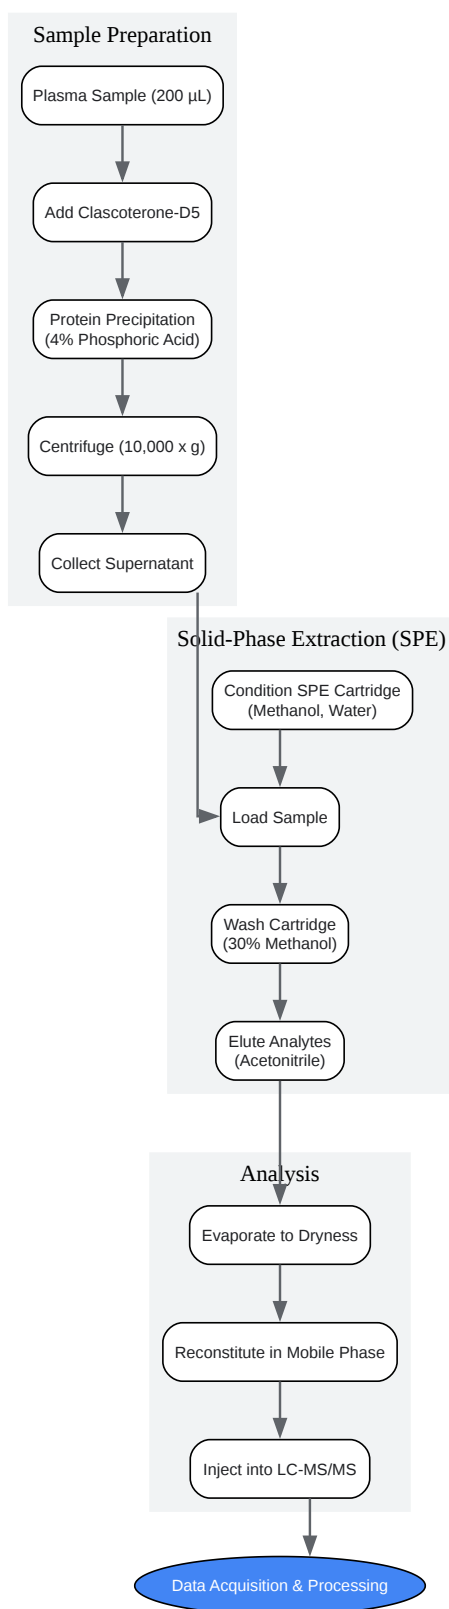 Sample Preparation
Plasma Sample (200 µL)
Add Clascoterone-D5
Protein Precipitation
(4% Phosphoric Acid)
Centrifuge (10,000 x g)
Collect Supernatant
Solid-Phase Extraction (SPE)
Condition SPE Cartridge
(Methanol, Water)
Load Sample
Wash Cartridge
(30% Methanol)
Elute Analytes
(Acetonitrile)
Analysis
Evaporate to Dryness
Reconstitute in Mobile Phase
Inject into LC-MS/MS
Data Acquisition & Processing